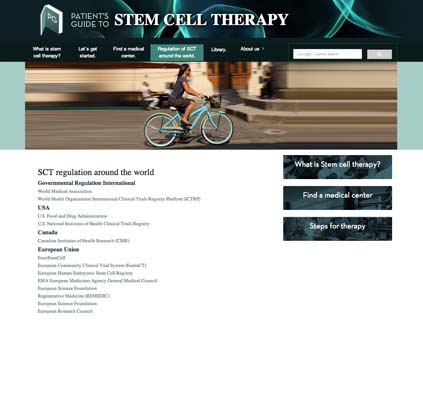 PATIENT'S
GUIDE TO
STEM CELL THERAPY
What is stem
cell therapy?
Let's get
started.
Find a medical
center.
Regulation of SCT
around the world.
Library.
About us
SCT regulation around the world
Governmental Regulation International
World Medical Association
World Health Organization International Clinical Trials Registry Platform (ICTRP)
USA
U.S. Food and Drug Administration
U.S. National Institutes of Health Clinical Trials Registry
Canada
Canadian Institutes of Health Research (CIHR)
European Union
EuroStemCell
European Community Clinical Trial System (EudraCT)
European Human Embryonic Stem Cell Registry
EMA European Medicines Agency General Medical Council
European Science Foundation
Regenerative Medicine (REMEDIC)
European Science Foundation
European Research Council
What is Stem cell therapy?
Find a medical center
Steps for therapy